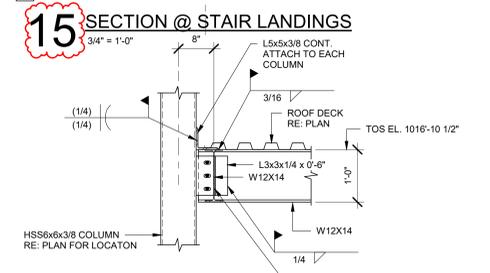 15
SECTION @ STAIR LANDINGS
3/4" = 1'-0"
8"
L5x5x3/8 CONT.
ATTACH TO EACH
COLUMN
3/16
(1/4)
(1/4)
ROOF DECK
RE: PLAN
TOS EL. 1016'-10 1/2"
L3x3x1/4 x 0'-6"
W12X14
1'-0"
HSS6x6x3/8 COLUMN
RE: PLAN FOR LOCATON
W12X14
1/4